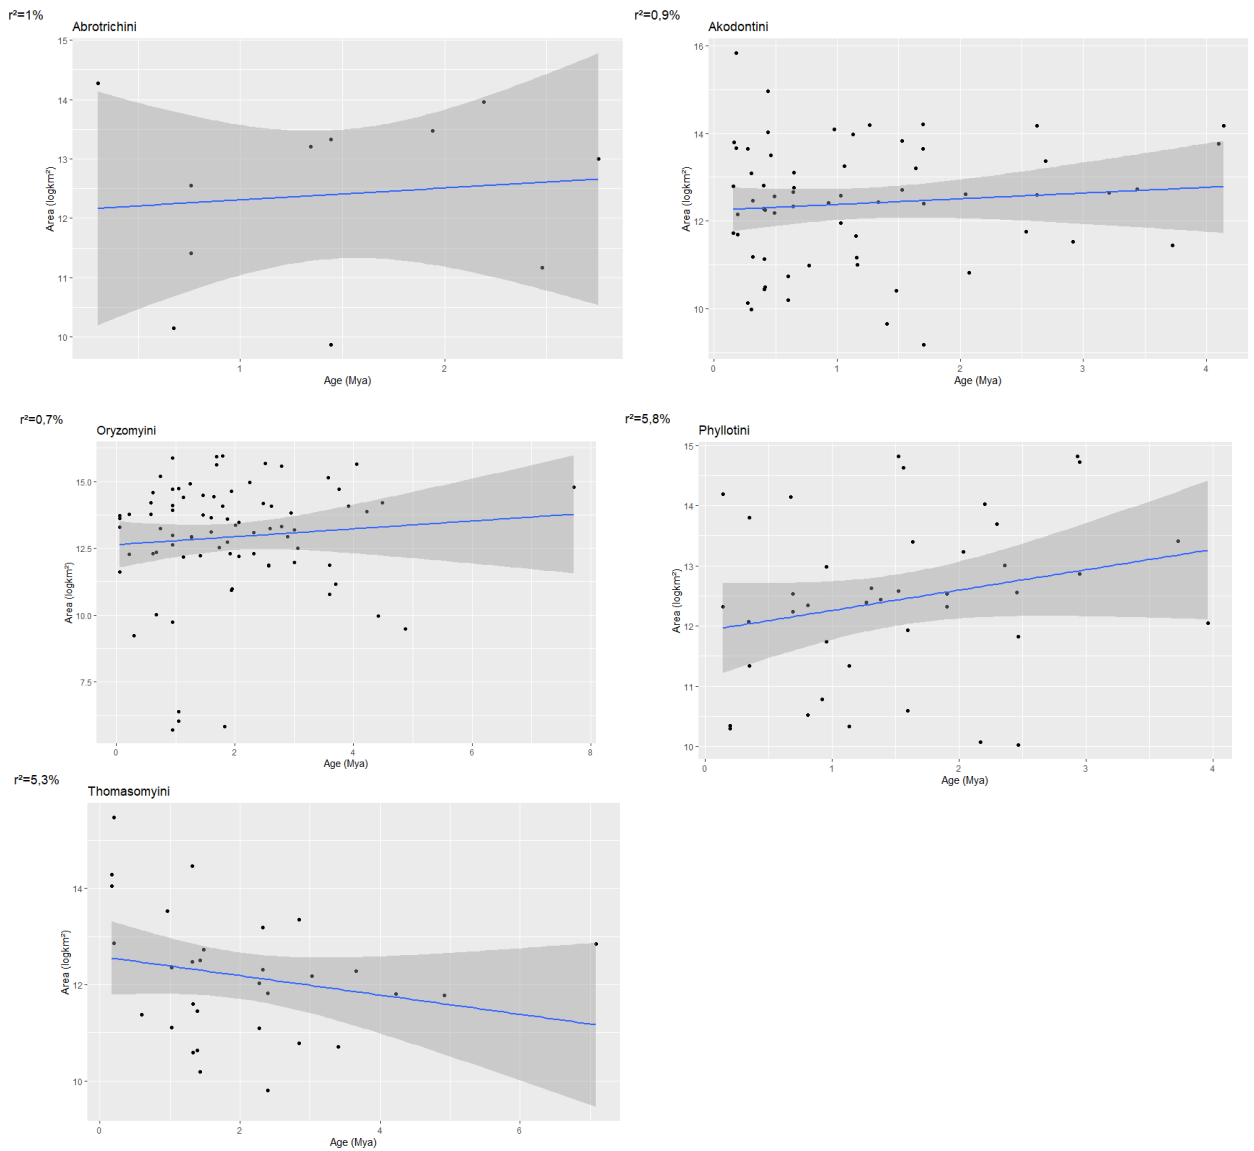 r²=1%
Abrotrichini
15
14
13
12
11
10
Area (logkm²)
1
2
Age (Mya)
r²=0,9%
Akodontini
16
14
12
10
Area (logkm²)
0
1
2
3
4
Age (Mya)
r²=0,7%
Oryzomyini
15.0
12.5
10.0
7.5
Area (logkm²)
0
2
4
6
8
Age (Mya)
r²=5,8%
Phyllotini
15
14
13
12
11
10
Area (logkm²)
0
1
2
3
4
Age (Mya)
r²=5,3%
Thomasomyini
14
12
10
Area (logkm²)
0
2
4
6
Age (Mya)